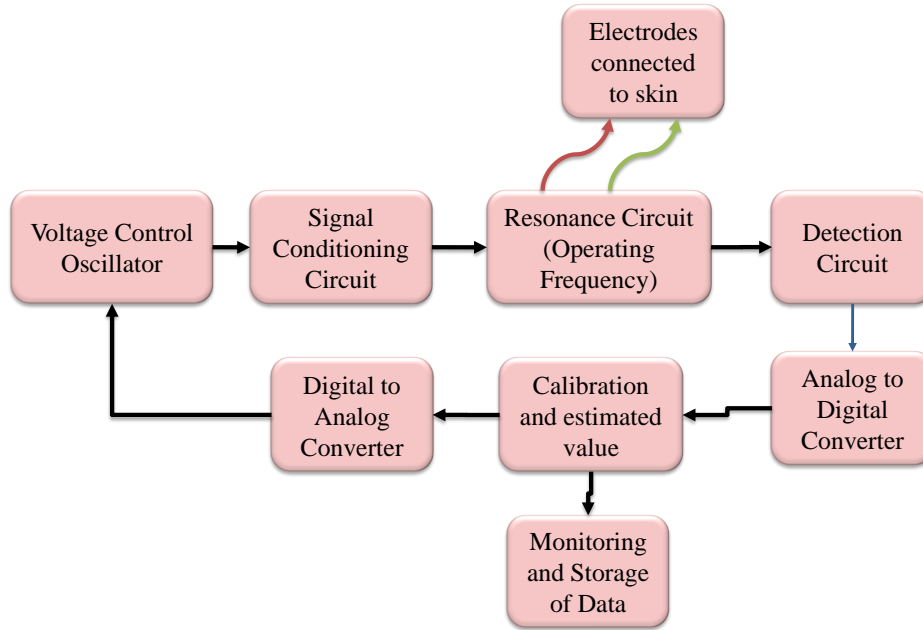 Electrodes
connected
to skin
Voltage Control
Oscillator
Signal
Conditioning
Circuit
Resonance Circuit
(Operating
Frequency)
Detection
Circuit
Digital to
Analog
Converter
Calibration
and estimated
value
Analog to
Digital
Converter
Monitoring
and Storage
of Data